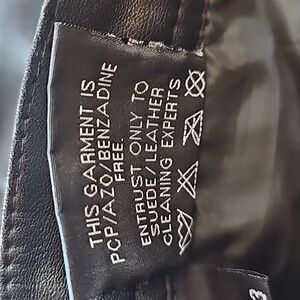 THIS GARMENT IS
PCP/AZO/BENZADINE
FREE.
ENTRUST ONLY TO
SUEDE/LEATHER
CLEANING EXPERTS